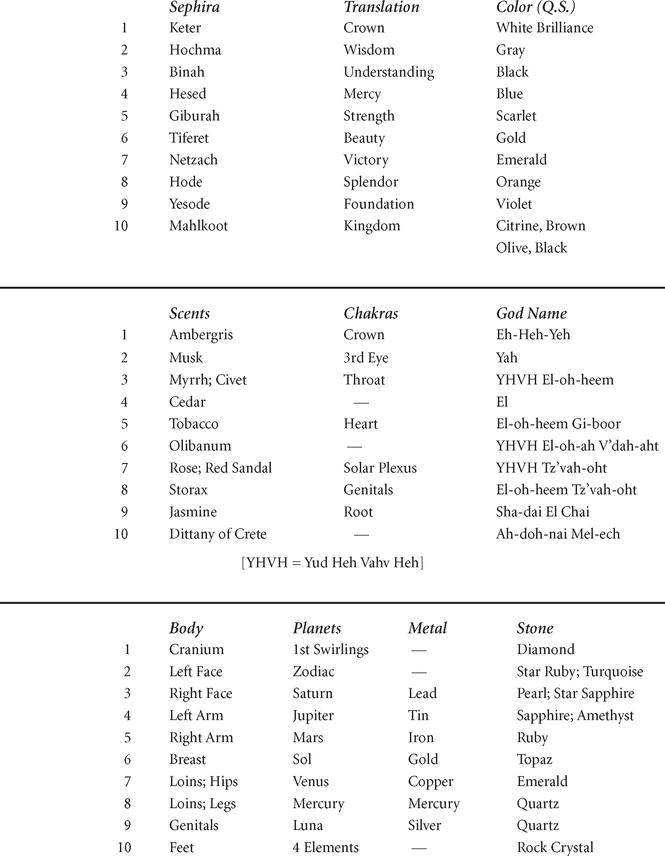 Sephira Translation Color (Q.S.)
1 Keter Crown White Brilliance
2 Hochma Wisdom Gray
3 Binah Understanding Black
4 Hesed Mercy Blue
5 Giburah Strength Scarlet
6 Tiferet Beauty Gold
7 Netzach Victory Emerald
8 Hode Splendor Orange
9 Yesode Foundation Violet
10 Mahlkoot Kingdom Citrine, Brown
Olive, Black
Scents Chakras God Name
1 Ambergris Crown Eh-Heh-Yeh
2 Musk 3rd Eye Yah
3 Myrrh; Civet Throat YHVH El-oh-heem
4 Cedar — El
5 Tobacco Heart El-oh-heem Gi-boor
6 Olibanum — YHVH El-oh-ah V’dah-aht
7 Rose; Red Sandal Solar Plexus YHVH Tz’vah-oht
8 Storax Genitals El-oh-heem Tz’vah-oht
9 Jasmine Root Sha-dai El Chai
10 Dittany of Crete — Ah-doh-nai Mel-ech
[YHVH = Yud Heh Vahv Heh]
Body Planets Metal Stone
1 Cranium 1st Swirlings — Diamond
2 Left Face Zodiac — Star Ruby; Turquoise
3 Right Face Saturn Lead Pearl; Star Sapphire
4 Left Arm Jupiter Tin Sapphire; Amethyst
5 Right Arm Mars Iron Ruby
6 Breast Sol Gold Topaz
7 Loins; Hips Venus Copper Emerald
8 Loins; Legs Mercury Mercury Quartz
9 Genitals Luna Silver Quartz
10 Feet 4 Elements — Rock Crystal